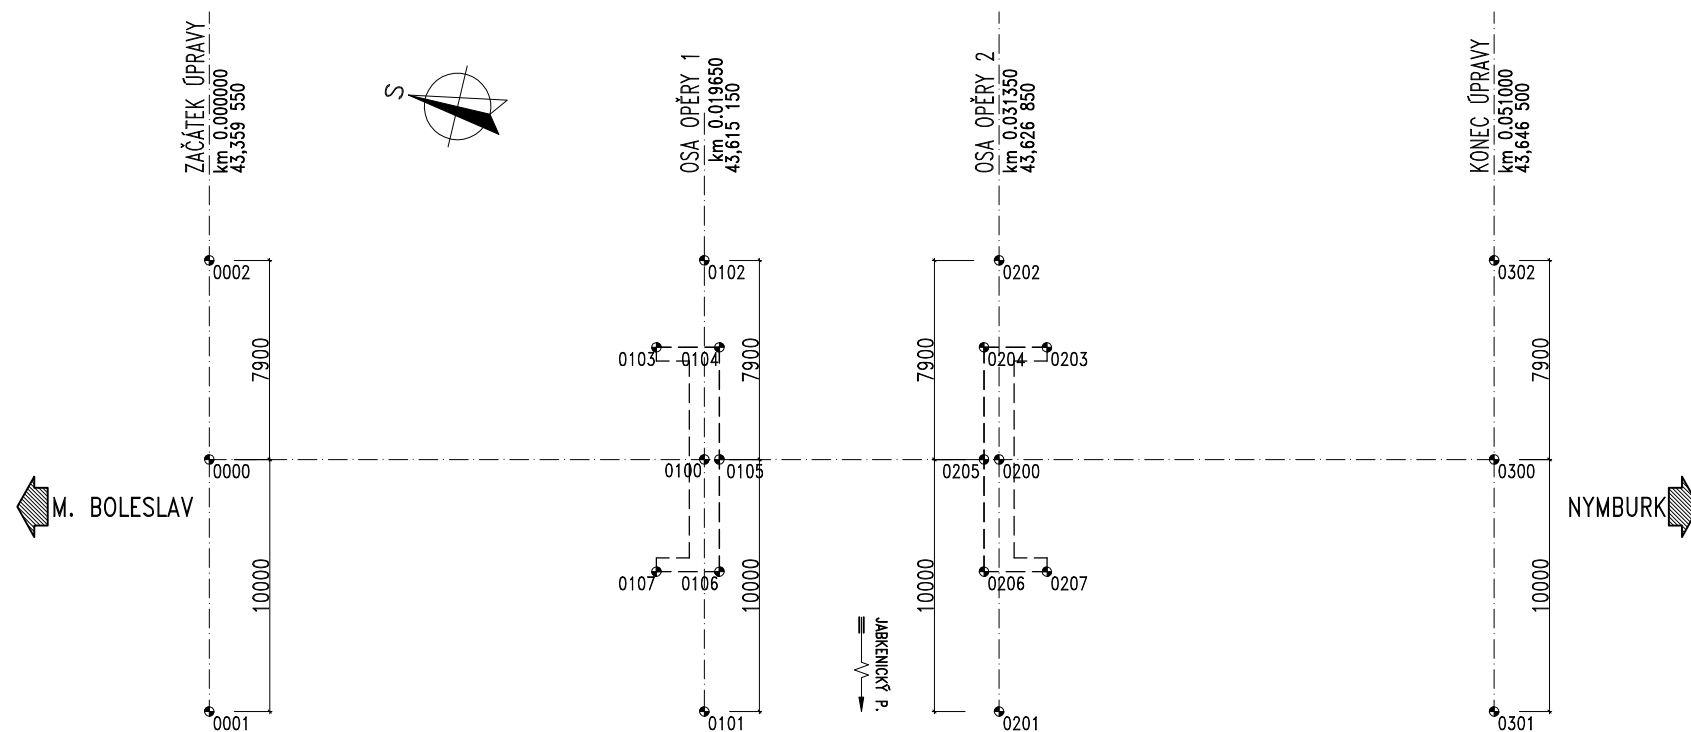 ZAČÁTEK ÚPRAVY
km 0.000000
43,359 550
S
OSA OPĚRY 1
km 0.019650
43,615 150
OSA OPĚRY 2
km 0.031350
43,626 850
KONEC ÚPRAVY
km 0.051000
43,646 500
0002
0102
0202
0302
7900
0103
0104
7900
7900
0204
0203
7900
0000
0100
0105
0205
0200
0300
M. BOLESLAV
NYMBURK
10000
0107
0106
10000
10000
0206
0207
10000
JABKENICKÝ P.
0001
0101
0201
0301